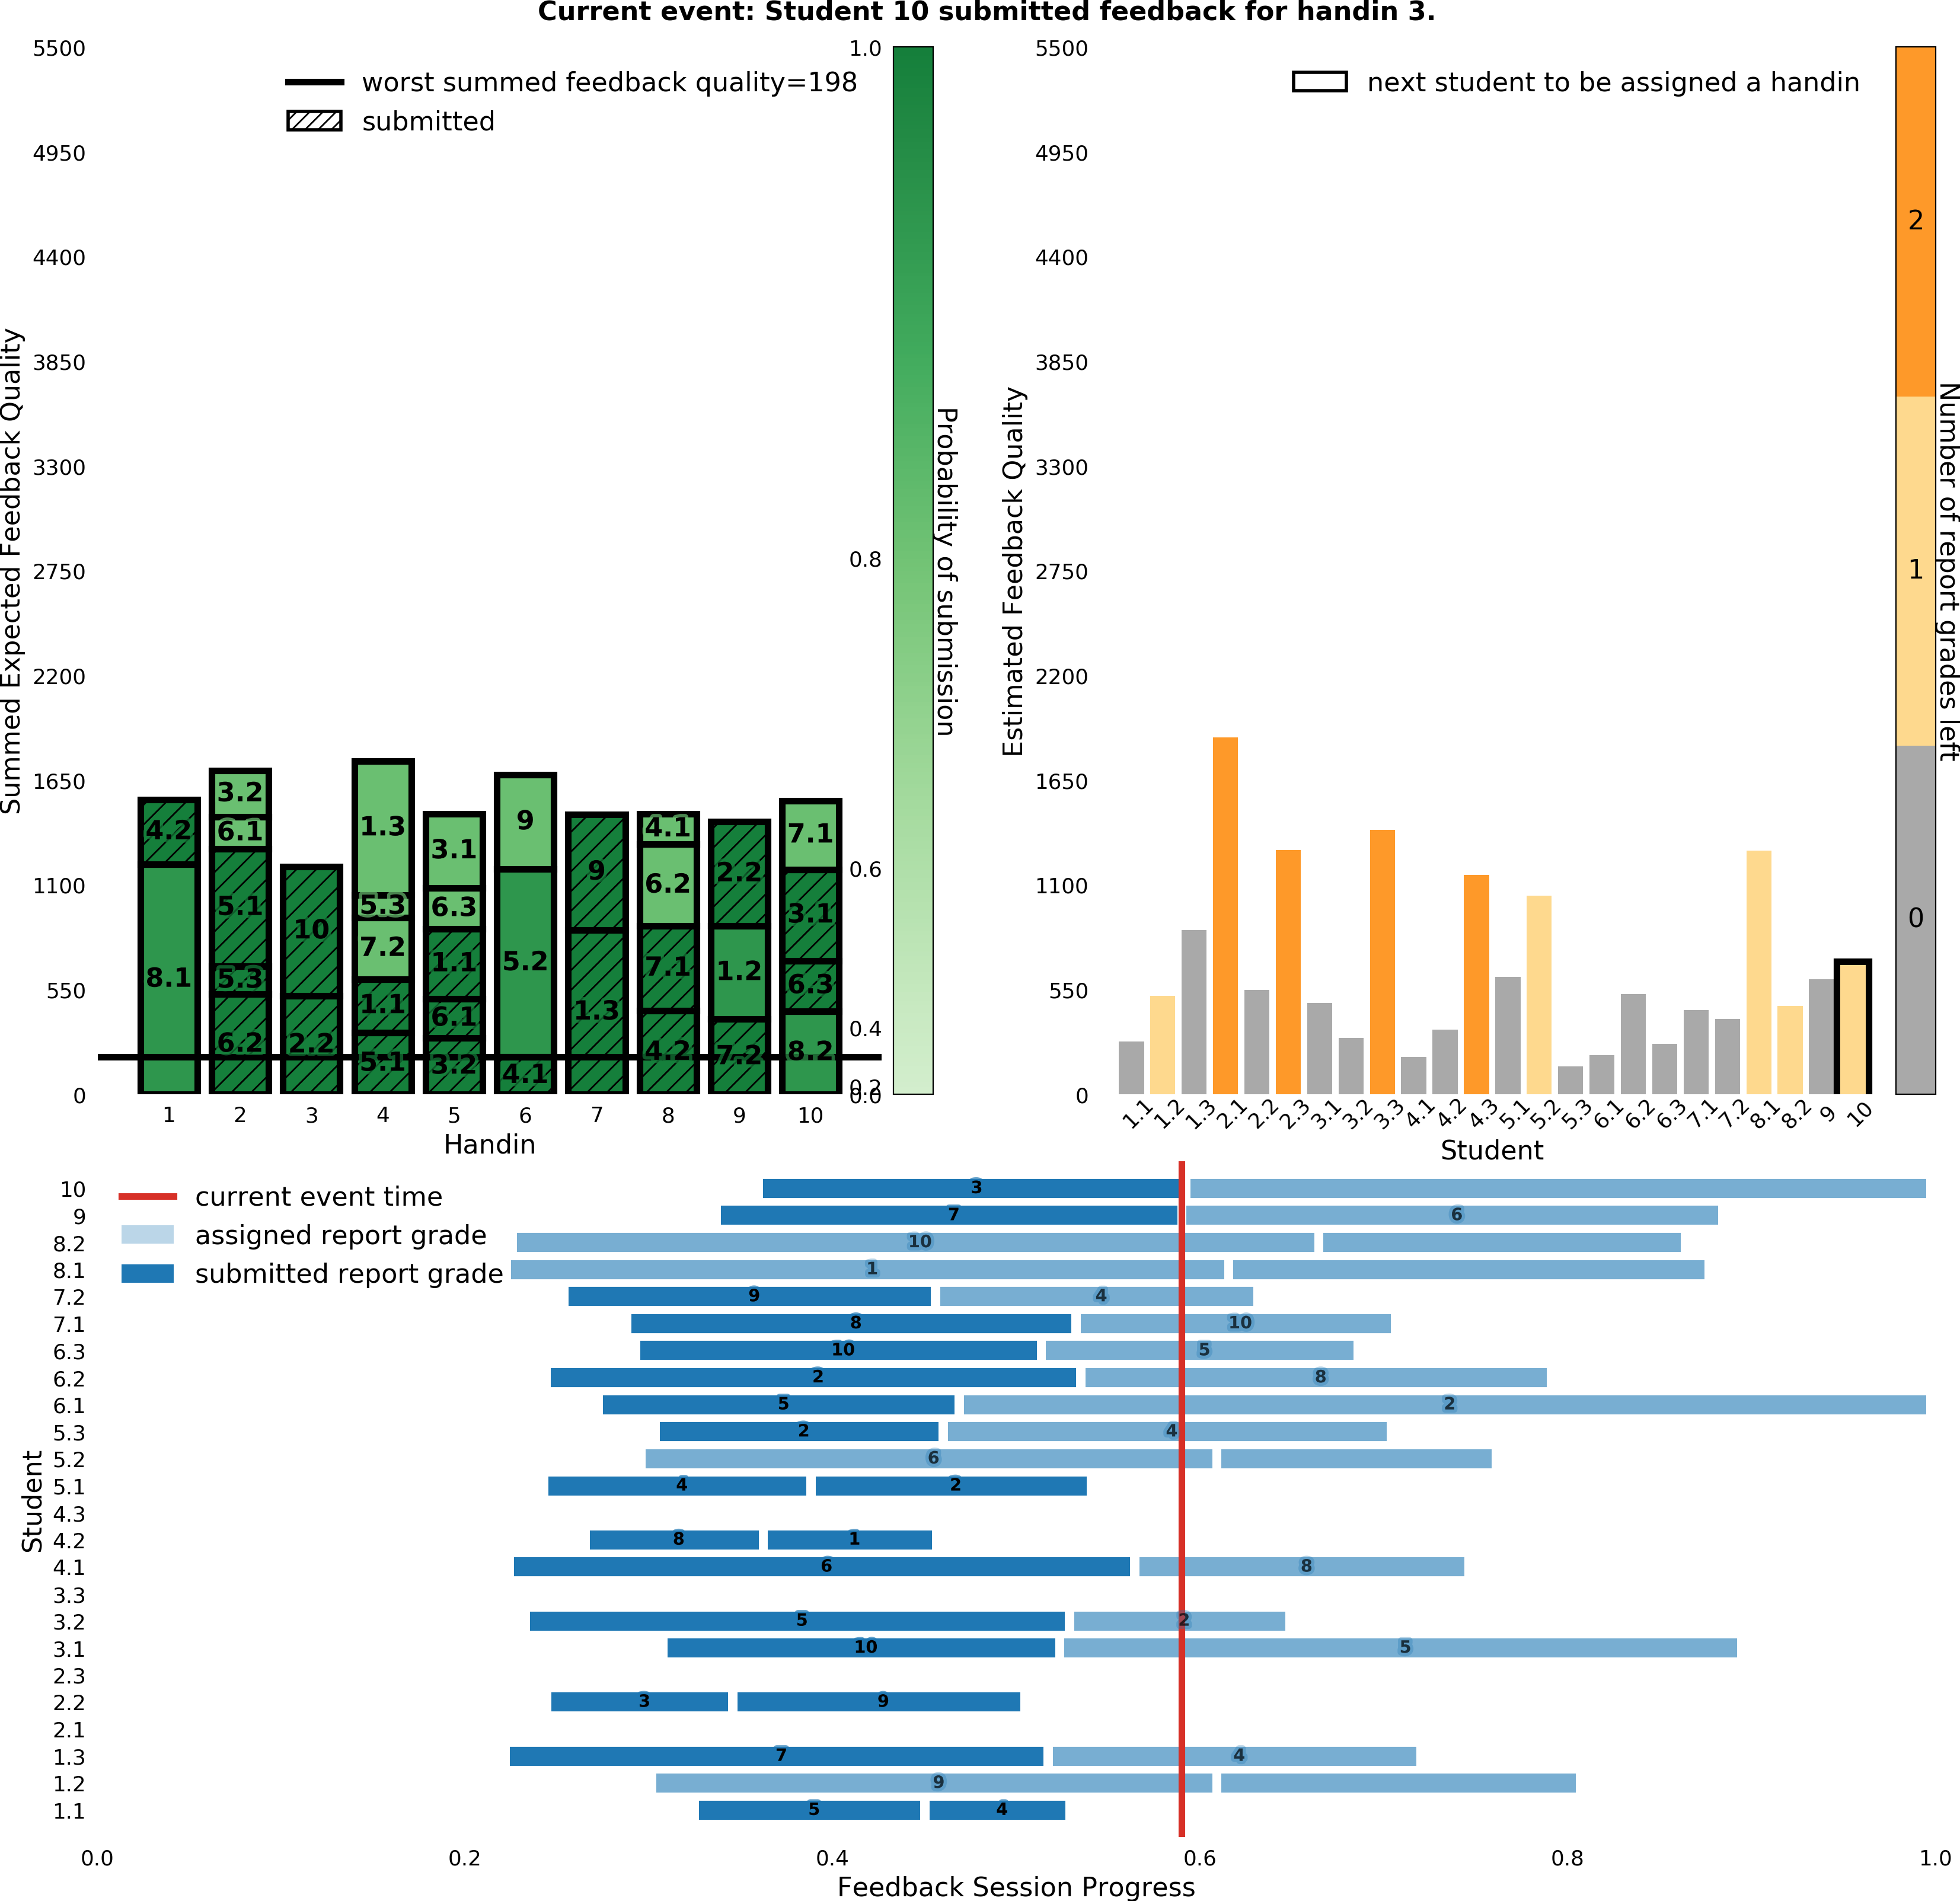 Current event: Student 10 submitted feedback for handin 3.
Summed Expected Feedback Quality
5500
4950
4400
3850
3300
2750
2200
1650
1100
550
0
worst summed feedback quality=198
submitted
4.2
8.1
3.2
6.1
5.1
5.3
6.2
10
2.2
1.3
5.3
7.2
1.1
5.1
3.1
6.3
1.1
6.1
3.2
9
5.2
4.1
9
1.3
4.1
6.2
7.1
4.2
2.2
1.2
7.2
7.1
3.1
6.3
8.2
1 2 3 4 5 6 7 8 9 10
Handin
1.0
0.8
0.6
0.4
0.2
0.0
Probability of submission
Estimated Feedback Quality
5500
4950
4400
3850
3300
2750
2200
1650
1100
550
0
next student to be assigned a handin
1.1 1.2 1.3 2.1 2.2 2.3 3.1 3.2 3.3 4.1 4.2 4.3 5.1 5.2 5.3 6.1 6.2 6.3 7.1 7.2 8.1 8.2 9 10
Student
2
1
0
Number of report grades left
current event time
assigned report grade
submitted report grade
Student
10 3
9 7 6
8.2 10
8.1 1
7.2 9 4
7.1 8 10
6.3 10 5
6.2 2 8
6.1 5 2
5.3 2 4
5.2 6
5.1 4 2
4.3
4.2 8 1
4.1 6 8
3.3
3.2 5 2
3.1 10 5
2.3
2.2 3 9
2.1
1.3 7 4
1.2 9
1.1 5 4
0.0 0.2 0.4 0.6 0.8 1.0
Feedback Session Progress